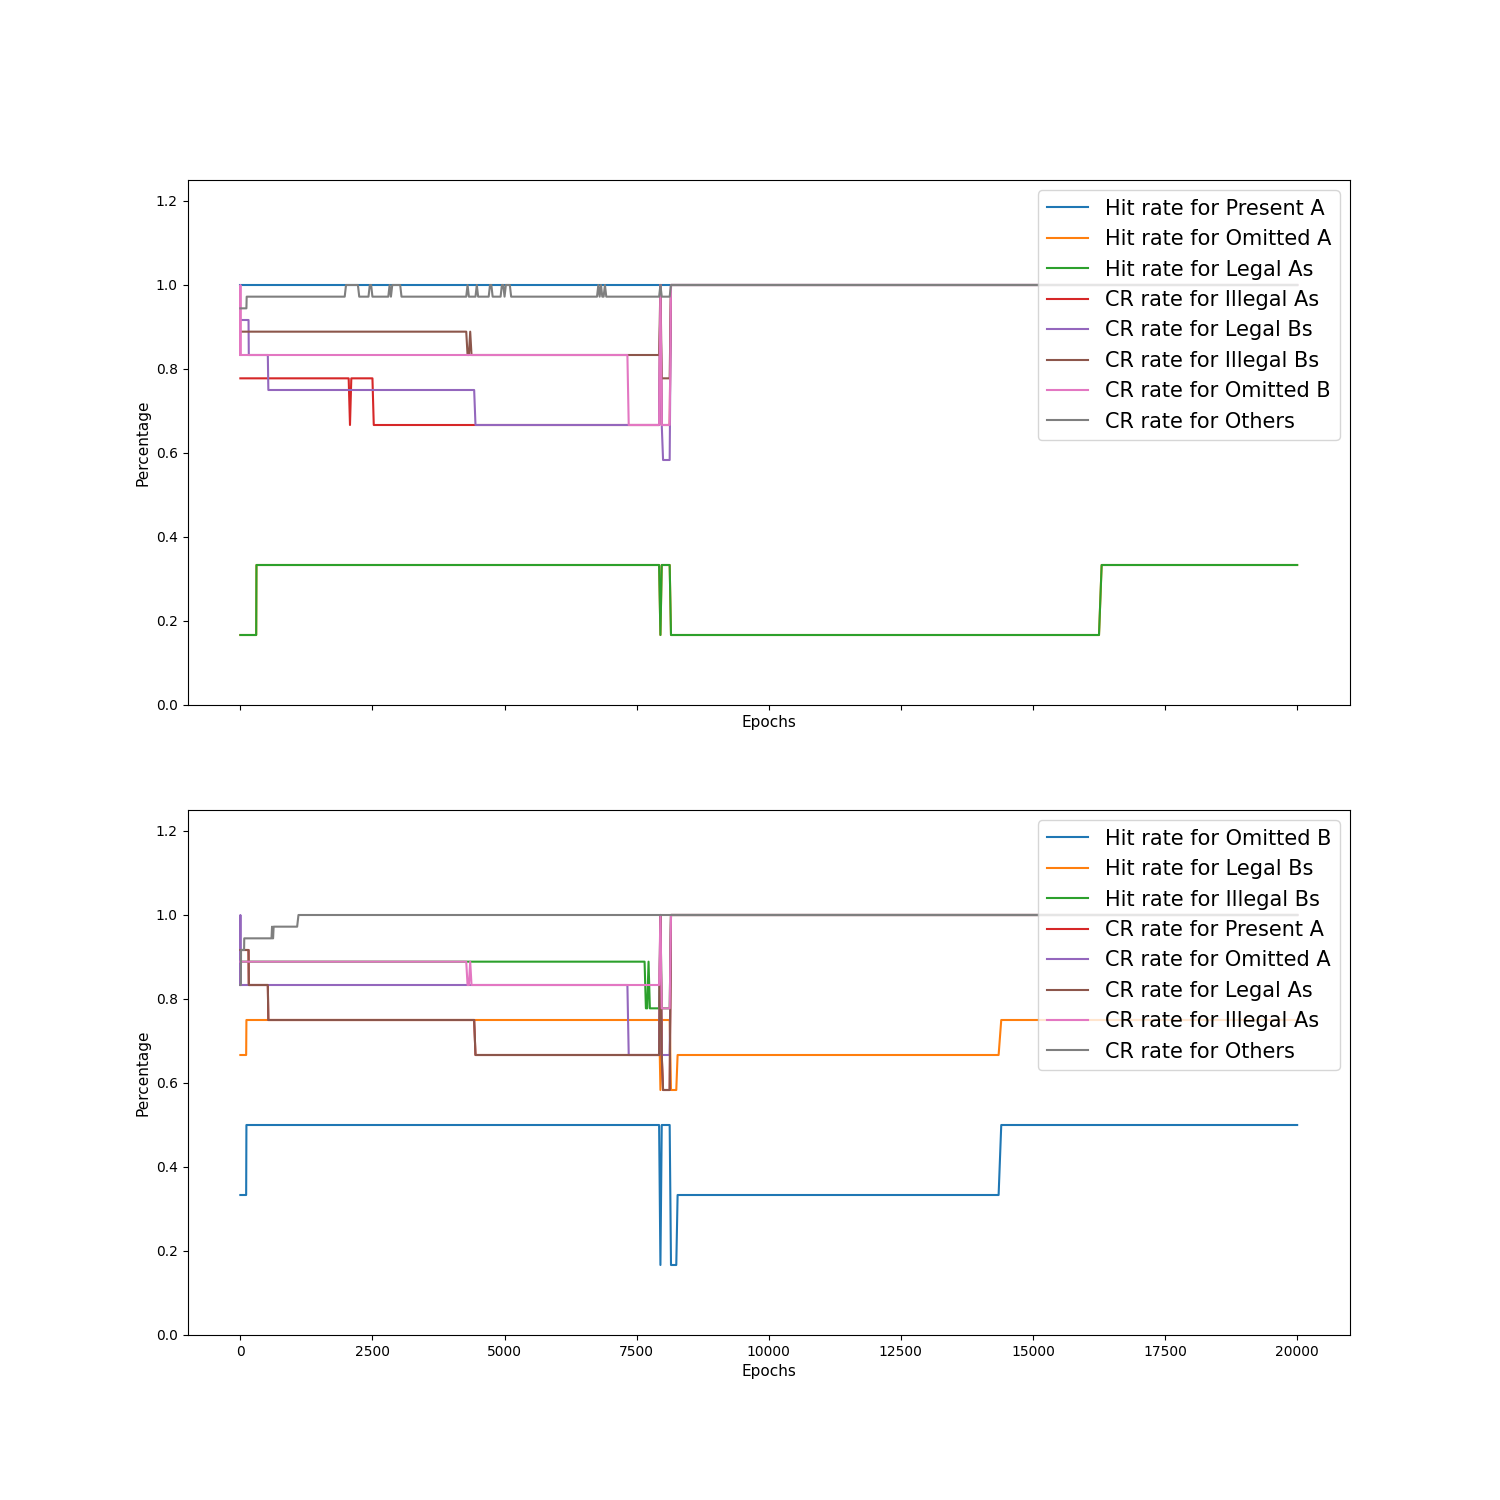 1.2
1.0
0.8
0.6
0.4
0.2
0.0
Percentage
Epochs
Hit rate for Present A
Hit rate for Omitted A
Hit rate for Legal As
CR rate for Illegal As
CR rate for Legal Bs
CR rate for Illegal Bs
CR rate for Omitted B
CR rate for Others
1.2
1.0
0.8
0.6
0.4
0.2
0.0
Percentage
0 2500 5000 7500 10000 12500 15000 17500 20000
Epochs
Hit rate for Omitted B
Hit rate for Legal Bs
Hit rate for Illegal Bs
CR rate for Present A
CR rate for Omitted A
CR rate for Legal As
CR rate for Illegal As
CR rate for Others